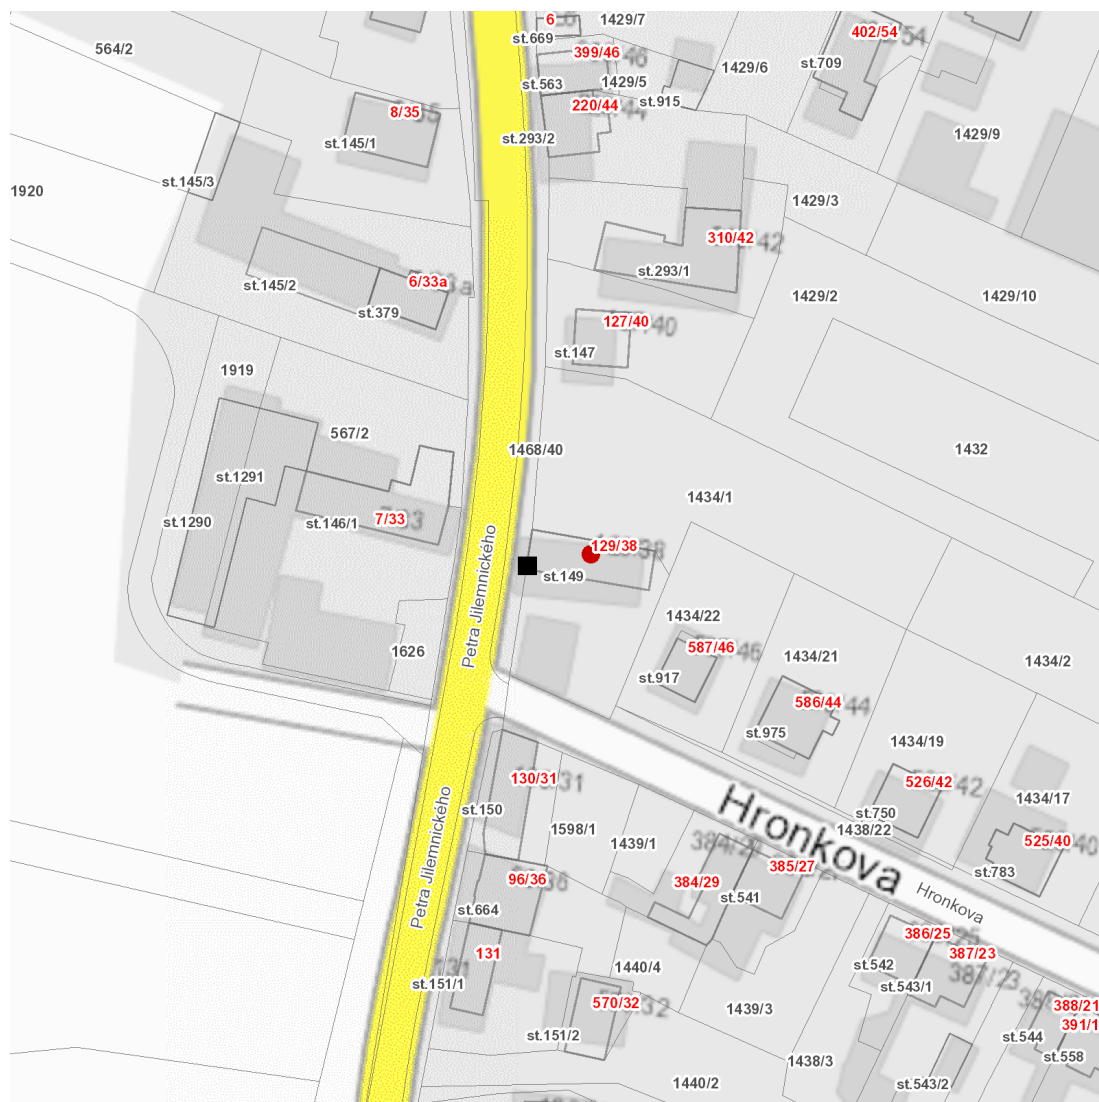 6
1429/7
402/54
st.669
564/2
399/46
st.709
1429/6
st.563
1429/5
st.915
8/35
220/44
1429/9
st.145/1
st.293/2
st.145/3
1920
1429/3
310/42
st.293/1
6/33a
st.145/2
1429/2
1429/10
st.379
127/40
st.147
1919
567/2
1468/40
1432
st.1291
1434/1
st.1290
st.146/1
7/33
Petra Jilemnického
129/38
st.149
1434/22
587/46
1434/21
1434/2
1626
st.917
586/44
st.975
1434/19
130/31
526/42
1434/17
Petra Jilemnického
st.150
1598/1
Hronkova
st.750
1438/22
1439/1
525/40
385/27
st.783
96/36
384/29
st.541
Hronkova
st.664
386/25
387/23
131
1440/4
st.542
st.543/1
st.151/1
570/32
1439/3
388/21
391/1
st.151/2
st.544
st.558
1438/3
1440/2
st.543/2